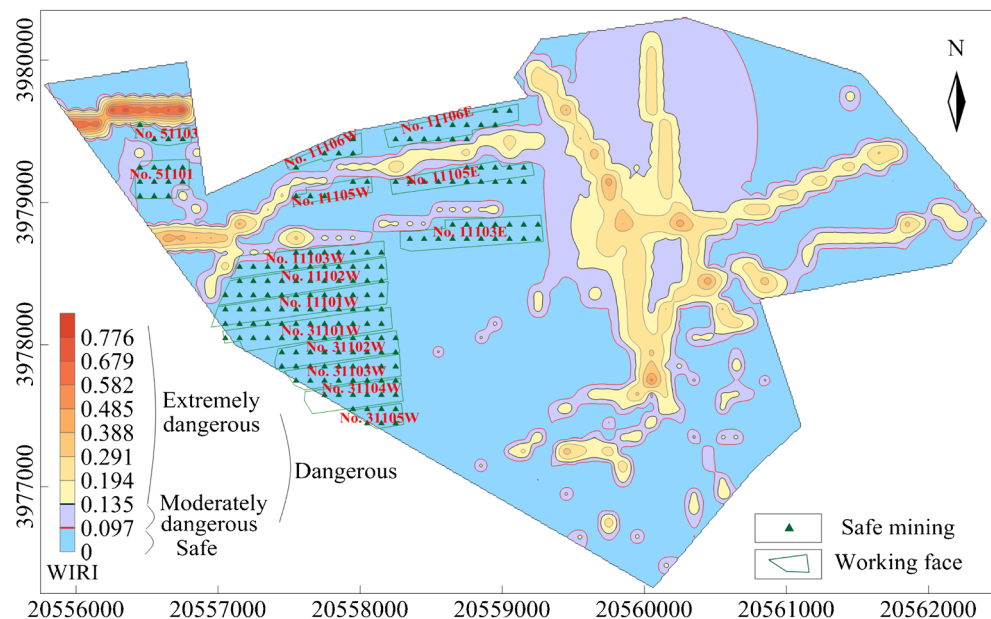 3980000
3979000
3978000
3977000
N
No. 51103
No. 51101
No. 11106W
No. 11106E
No. 11105W
No. 11105E
No. 11103E
No. 11103W
No. 11102W
No. 11101W
No. 31101W
No. 31102W
No. 31103W
No. 31104W
No. 31105W
0.776
0.679
0.582
0.485
0.388
0.291
0.194
0.135
0.097
0
WIRI
Extremely
dangerous
Moderately
dangerous
Safe
Dangerous
Safe mining
Working face
20556000 20557000 20558000 20559000 20560000 20561000 20562000